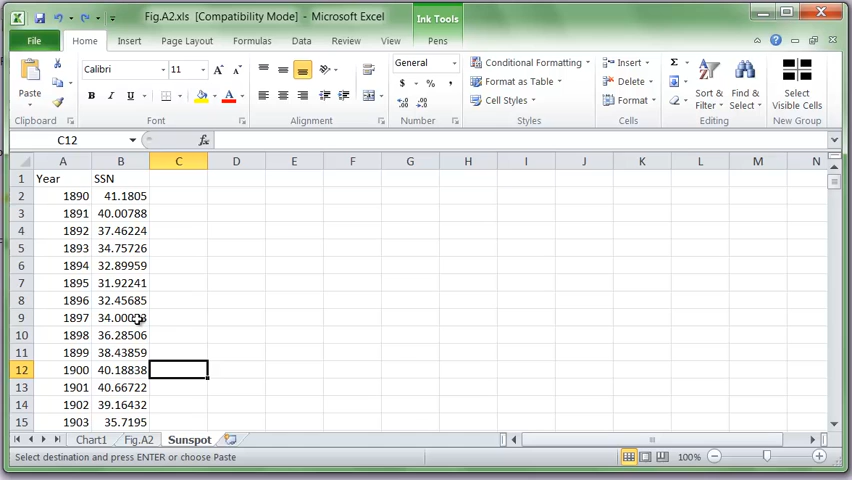 Fig.A2.xls [Compatibility Mode] - Microsoft Excel
Ink Tools
File Home Insert Page Layout Formulas Data Review View Pens
Paste
Calibri 11
General
Conditional Formatting
Format as Table
Cell Styles
Insert
Delete
Format
Sort & Filter
Find & Select
Select Visible Cells
Clipboard Font Alignment Number Styles Cells Editing New Group
C12 fx
A B C D E F G H I J K L M N
1 Year SSN
2 1890 41.1805
3 1891 40.00788
4 1892 37.46224
5 1893 34.75726
6 1894 32.89959
7 1895 31.92241
8 1896 32.45685
9 1897
10 1898 36.28506
11 1899 38.43859
12 1900 40.18838
13 1901 40.66722
14 1902 39.16432
15 1903 35.7195
Chart1 Fig.A2 Sunspot
Select destination and press ENTER or choose Paste 100%